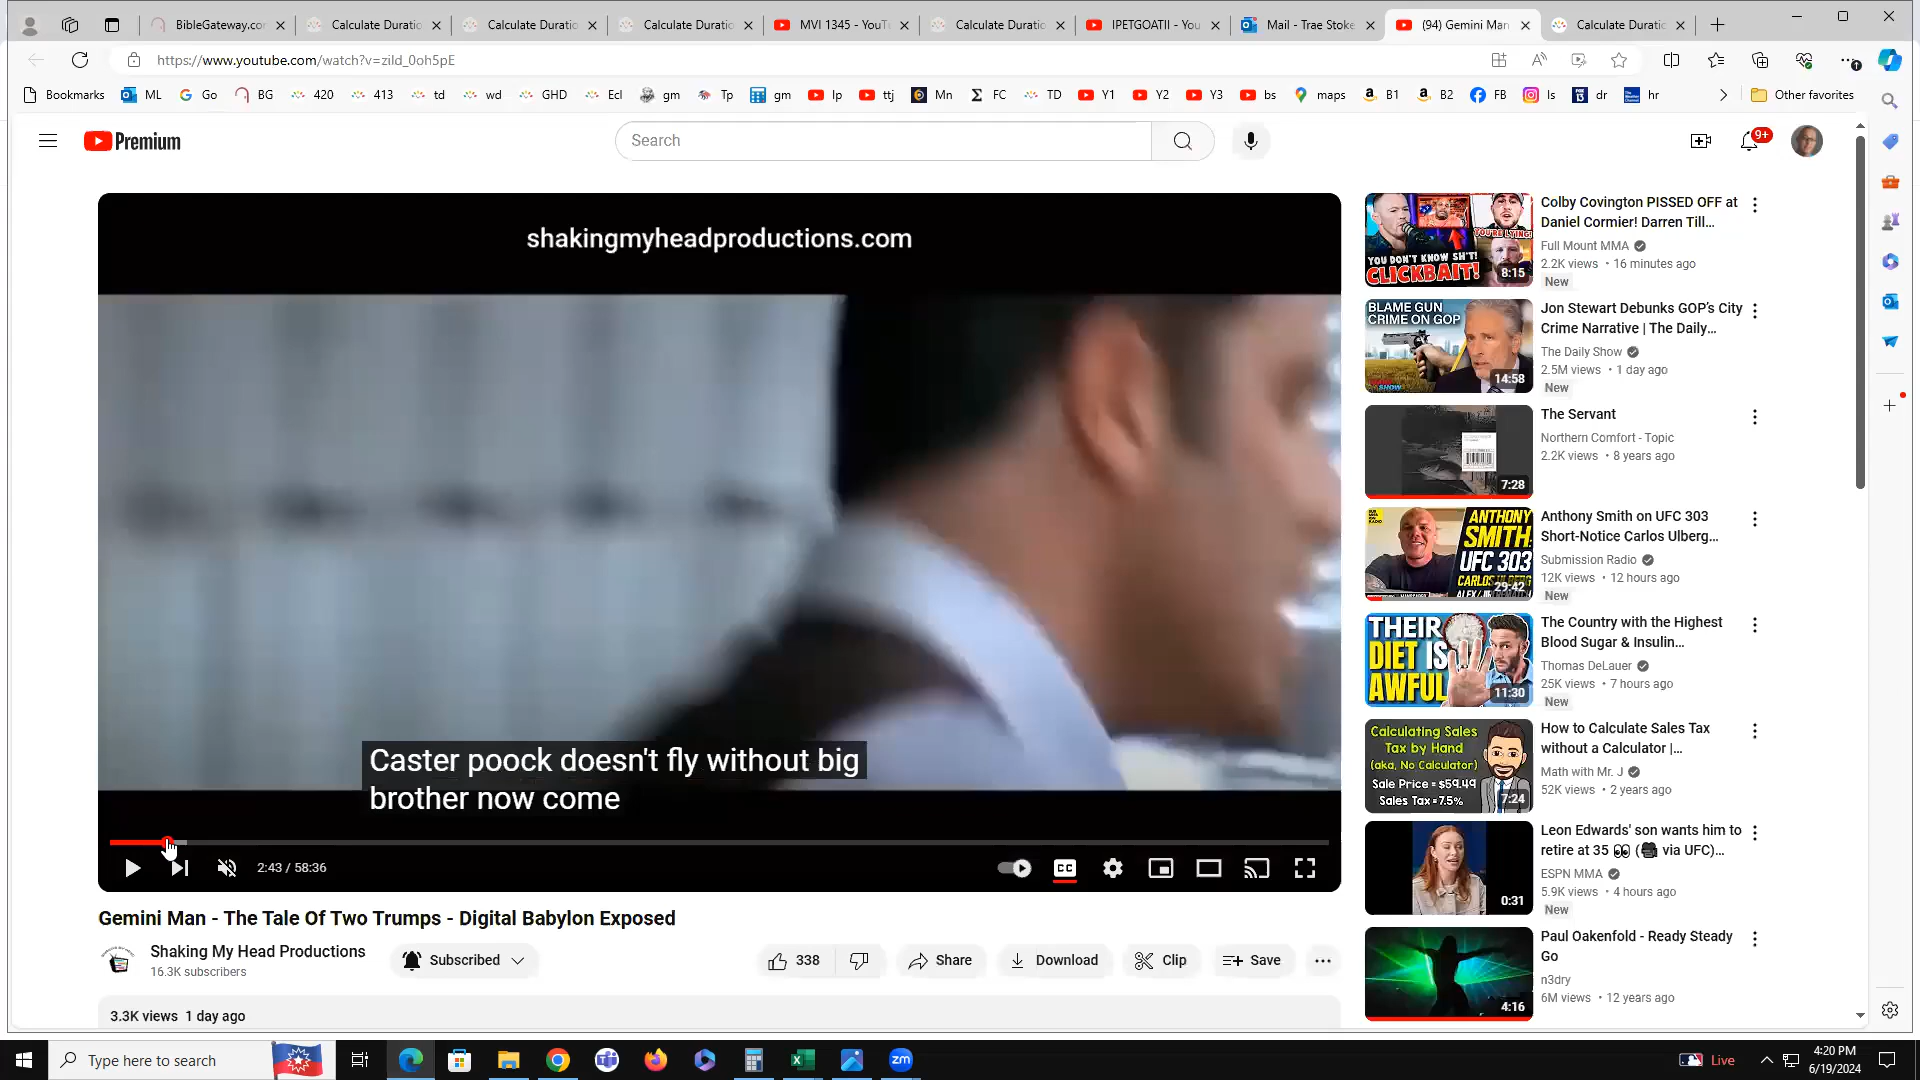 BibleGateway.co
Calculate Duratio
Calculate Duratio
Calculate Duratio
MVI 1345 - YouTu
Calculate Duratio
IPETGOATII - You
Mail - Trae Stoke
(94) Gemini Man
Calculate Duratic
https://www.youtube.com/watch?v=zild_0oh5pE
Bookmarks ML Go BG 420 413 td wd GHD Ecl gm Tp gm Ip ttj Mn FC TD Y1 Y2 Y3 bs maps B1 B2 FB Is dr hr Other favorites
Premium
Search
9+
shakingmyheadproductions.com
Caster poock doesn't fly without big
brother now come
2:43 / 58:36
CC
Gemini Man - The Tale Of Two Trumps - Digital Babylon Exposed
Shaking My Head Productions
16.3K subscribers
Subscribed
338
Share
Download
Clip
Save
3.3K views 1 day ago
YOU'RE LYING!
YOU DON'T KNOW SH*T!
CLICKBAIT!
8:15
Colby Covington PISSED OFF at
Daniel Cormier! Darren Till...
Full Mount MMA
2.2K views • 16 minutes ago
New
BLAME GUN
CRIME ON GOP
14:58
Jon Stewart Debunks GOP's City
Crime Narrative | The Daily...
The Daily Show
2.5M views • 1 day ago
New
7:28
The Servant
Northern Comfort - Topic
2.2K views • 8 years ago
ANTHONY
SMITH
UFC 303
29:42
Anthony Smith on UFC 303
Short-Notice Carlos Ulberg...
Submission Radio
12K views • 12 hours ago
New
THEIR
DIET IS
AWFUL
11:30
The Country with the Highest
Blood Sugar & Insulin...
Thomas DeLauer
25K views • 7 hours ago
New
Calculating Sales
Tax by Hand
(aka, No Calculator)
Sale Price = $59.49
Sales Tax = 7.5%
7:24
How to Calculate Sales Tax
without a Calculator |...
Math with Mr. J
52K views • 2 years ago
0:31
Leon Edwards' son wants him to
retire at 35 👀 (🎥 via UFC)...
ESPN MMA
5.9K views • 4 hours ago
New
4:16
Paul Oakenfold - Ready Steady
Go
n3dry
6M views • 12 years ago
Type here to search
zm
Live
4:20 PM
6/19/2024